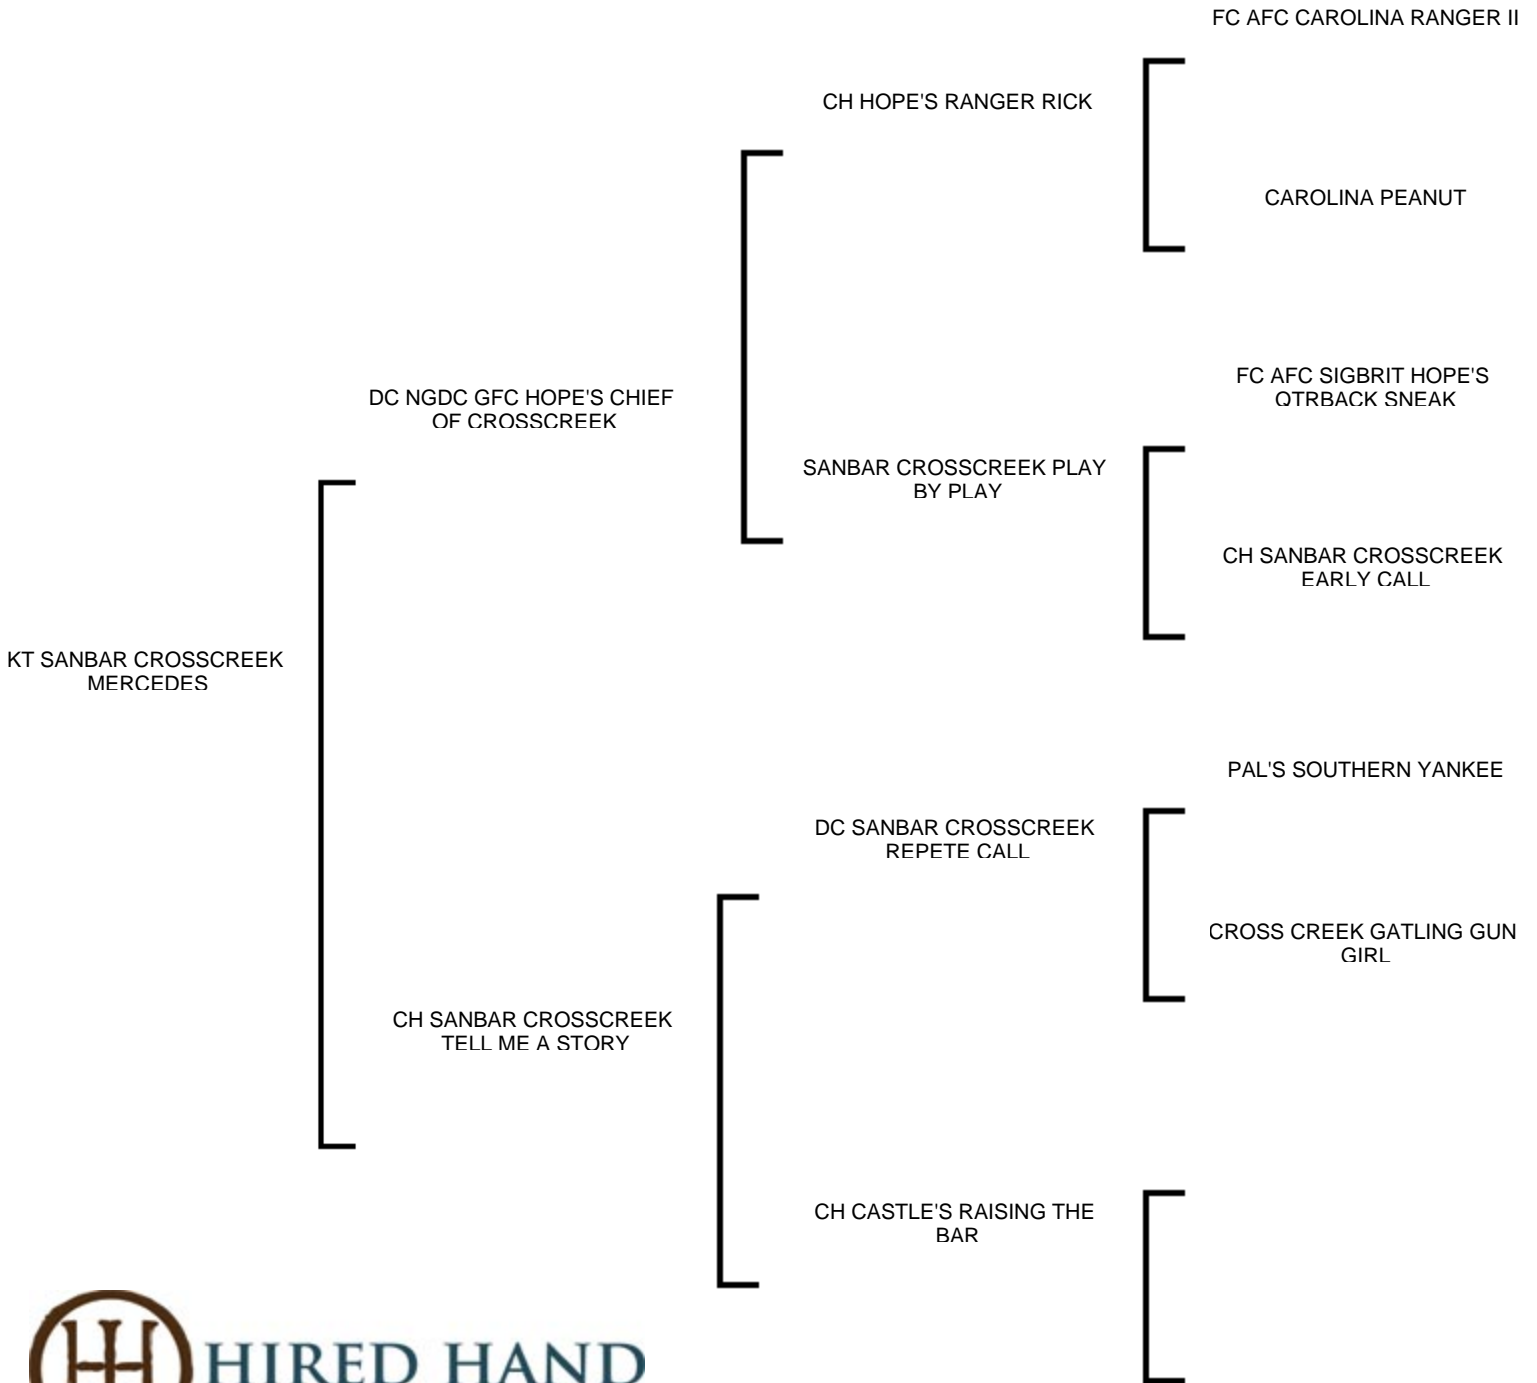 FC AFC CAROLINA RANGER II
CH HOPE'S RANGER RICK
CAROLINA PEANUT
DC NGDC GFC HOPE'S CHIEF
OF CROSSCREEK
FC AFC SIGBRIT HOPE'S
QTRBACK SNEAK
SANBAR CROSSCREEK PLAY
BY PLAY
CH SANBAR CROSSCREEK
EARLY CALL
KT SANBAR CROSSCREEK
MERCEDES
PAL'S SOUTHERN YANKEE
DC SANBAR CROSSCREEK
REPETE CALL
CROSS CREEK GATLING GUN
GIRL
CH SANBAR CROSSCREEK
TELL ME A STORY
CH CASTLE'S RAISING THE
BAR
HIRED HAND